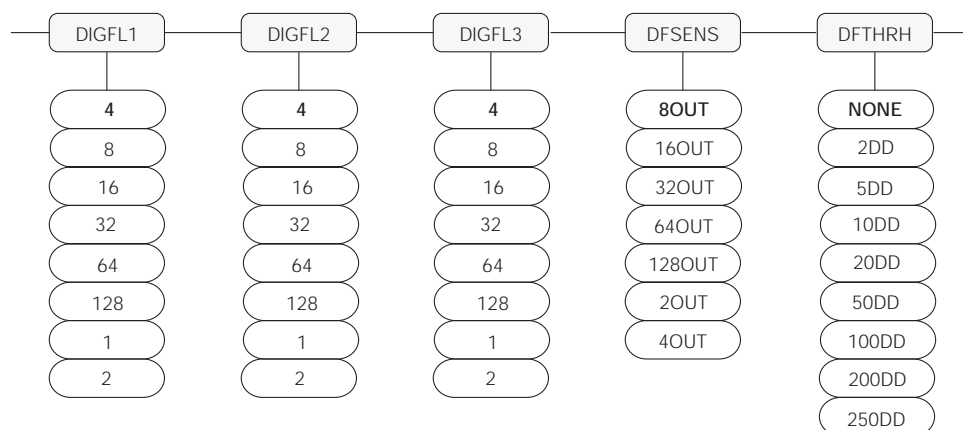 DIGFL1 DIGFL2 DIGFL3 DFSENS DFTHRH
4 4 4 8OUT NONE
8 8 8 16OUT 2DD
16 16 16 32OUT 5DD
32 32 32 64OUT 10DD
64 64 64 128OUT 20DD
128 128 128 2OUT 50DD
1 1 1 4OUT 100DD
2 2 2 200DD
250DD